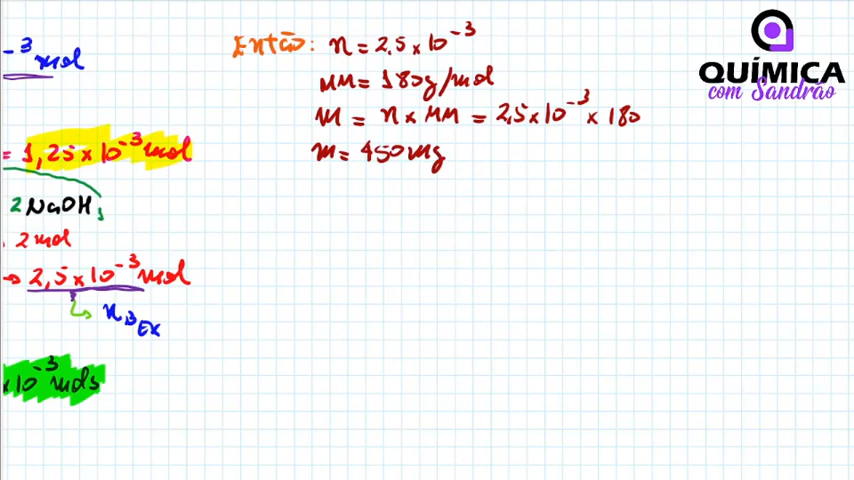 -3 mol
= 1,25 x 10-3 mol
2 NaOH
2 mol
→ 2,5 x 10-3 mol
nB Ex
x10-3 mols
Então: n = 2,5 x 10-3
MM = 180g/mol
m = n x MM = 2,5 x 10-3 x 180
m = 450 mg
QUÍMICA
com Sandrão